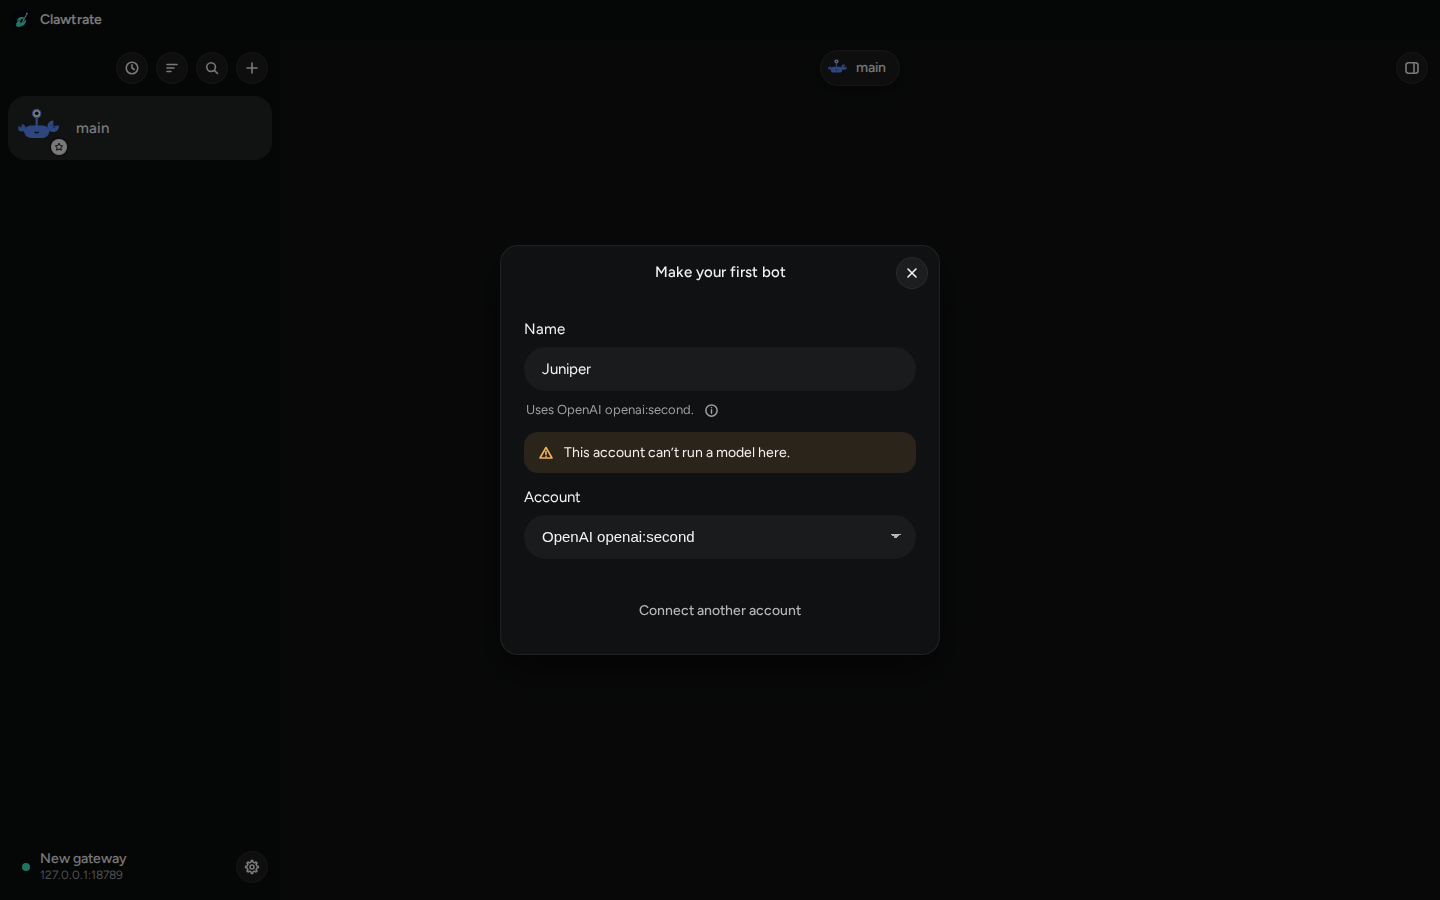 Clawtrate
main
main
Make your first bot
Name
Juniper
Uses OpenAI openai:second.
This account can't run a model here.
Account
OpenAI openai:second
Connect another account
New gateway
127.0.0.1:18789